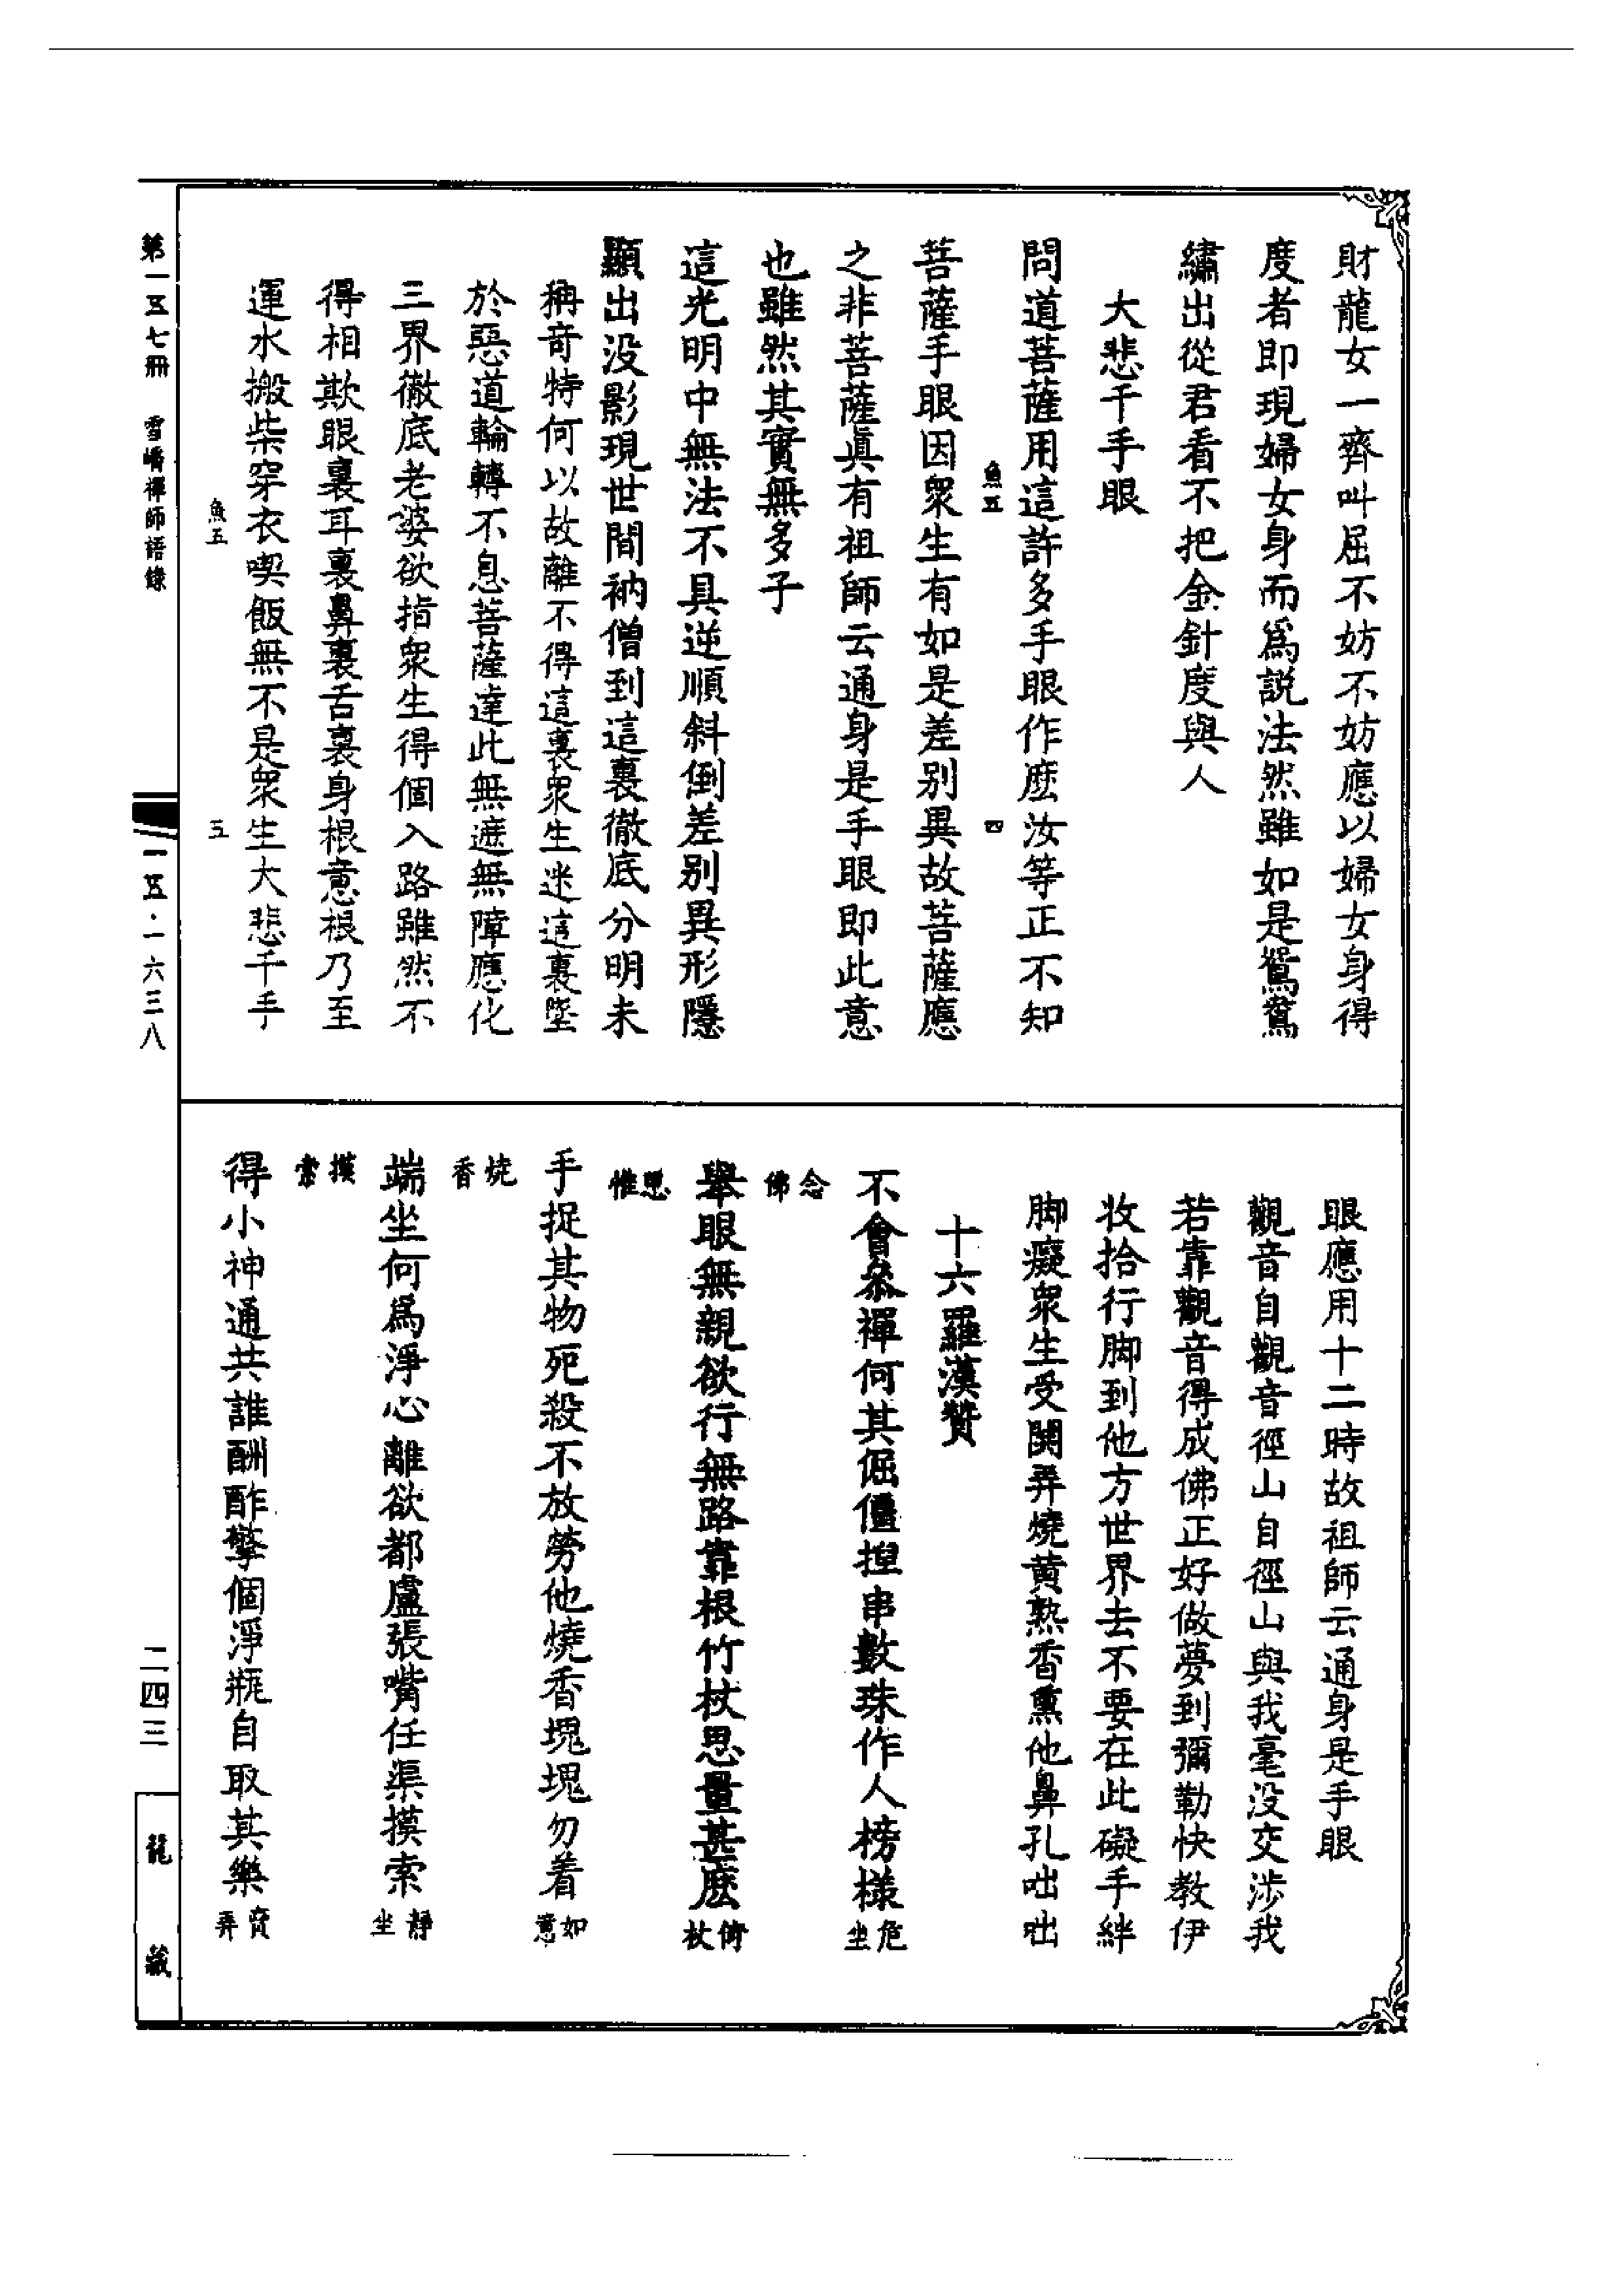 財龍女一齊叫屈不妨不妨應以婦女身得
度者即現婦女身而爲説法然雖如是鴛鴦
繡出從君看不把金針度與人
大悲千手眼
問道菩薩用這許多手眼作麽汝等正不知
魚五　四
菩薩手眼因衆生有如是差别異故菩薩應
之非菩薩眞有祖師云通身是手眼即此意
也雖然其實無多子
這光明中無法不具逆順斜倒差别異形隱
顯出没影現世間衲僧到這裏徹底分明未
稱奇特何以故離不得這裏衆生迷這裏墜
於惡道輪轉不息菩薩達此無遮無障應化
三界徹底老婆欲指衆生得個入路雖然不
得相欺眼裏耳裏鼻裏舌裏身根意根乃至
運水搬柴穿衣喫飯無不是衆生大悲千手
魚五　五
眼應用十二時故祖師云通身是手眼
觀音自觀音徑山自徑山與我毫没交涉我
若靠觀音得成佛正好做夢到彌勒快教伊
收拾行脚到他方世界去不要在此礙手絆
脚癡衆生受闋弄燒黄熟香熏他鼻孔咄咄
十六羅漢贊
不會叅禪何其倔僵揑串數珠作人榜様危坐
念佛
舉眼無親欲行無路靠根竹杖思量甚麽倚杖
思惟
手捉其物死殺不放勞他燒香塊塊勿着如意
燒香
端坐何爲淨心離欲都盧張嘴任渠摸索靜坐
摸索
得小神通共誰酬酢擎個淨瓶自取其樂齎弄
第一五七冊　雪嶠禪師語錄
一五·一六三八
二四三
龍藏